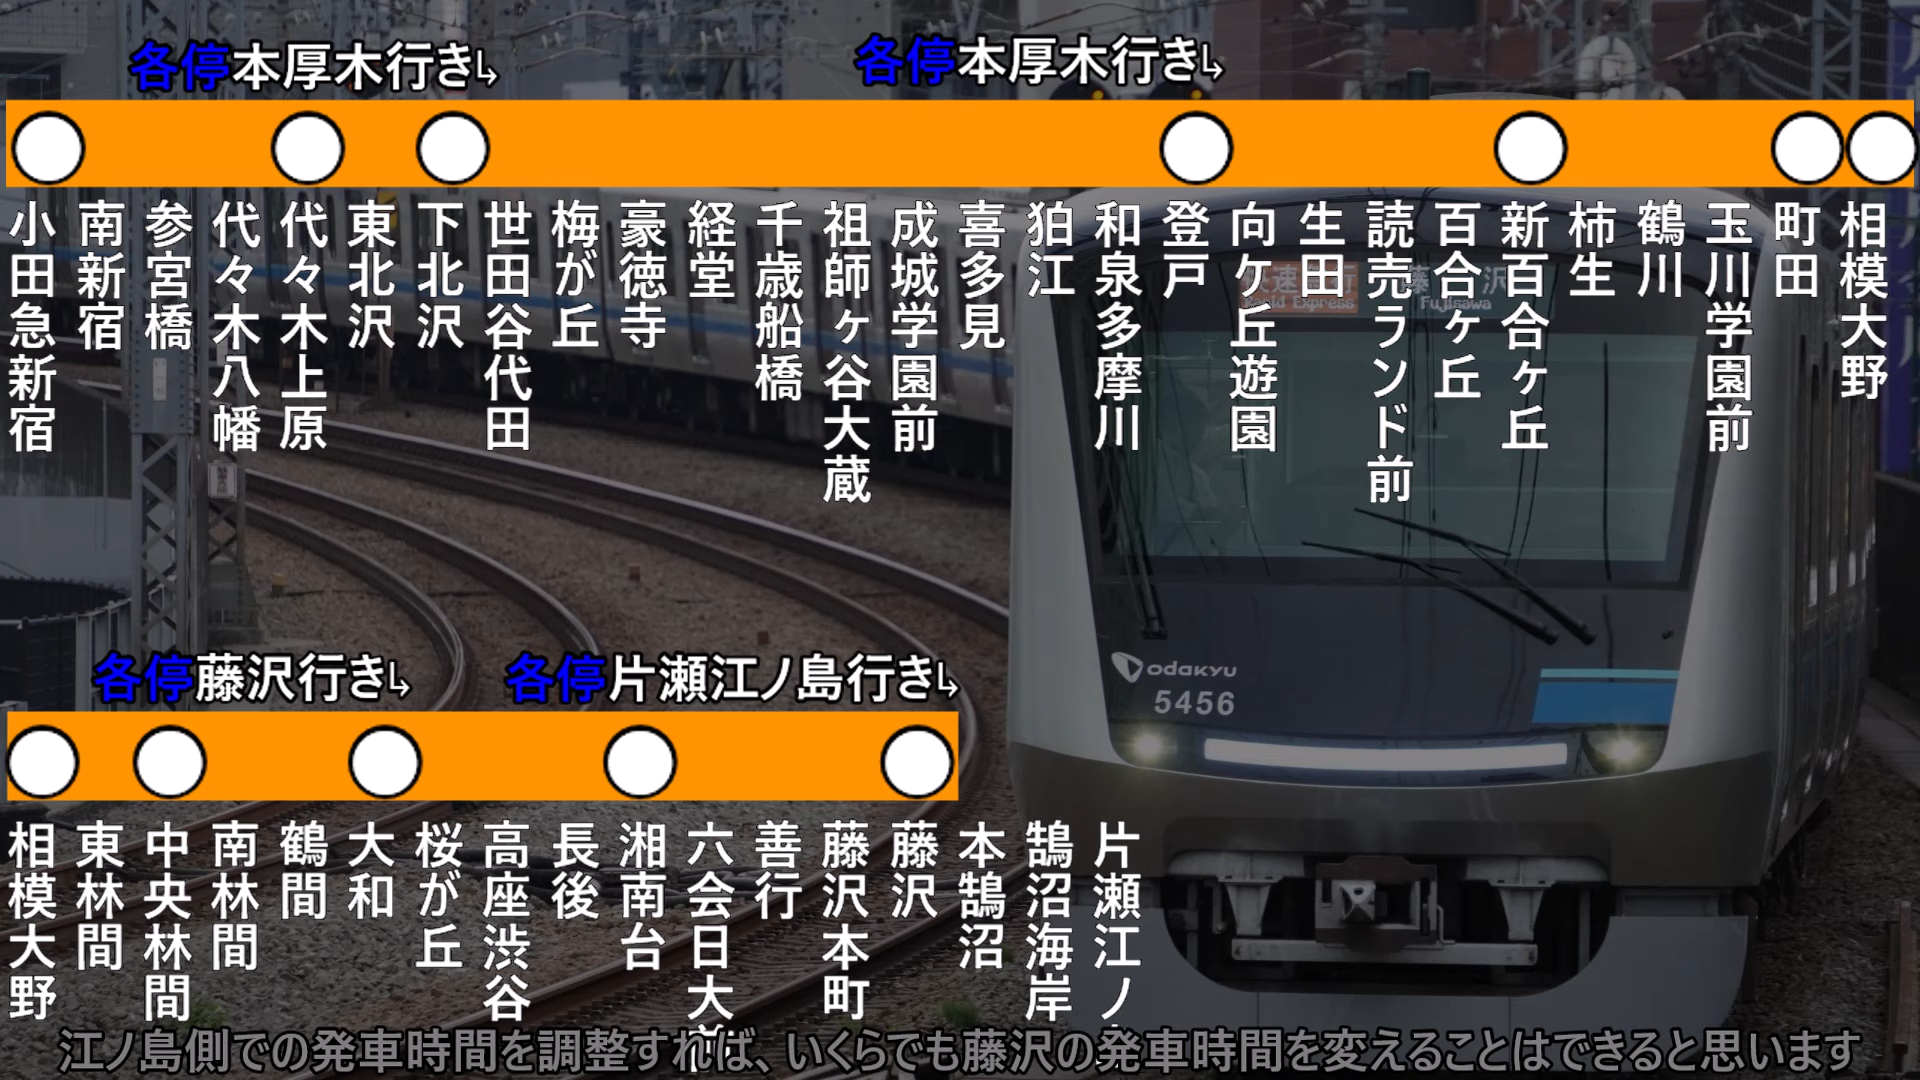 各停本厚木行き↳
各停本厚木行き↳
小田急新宿
南新宿
参宮橋
代々木八幡
代々木上原
東北沢
下北沢
世田谷代田
梅が丘
豪徳寺
経堂
千歳船橋
祖師ヶ谷大蔵
成城学園前
喜多見
狛江
和泉多摩川
登戸
向ケ丘遊園
生田
読売ランド前
百合ヶ丘
新百合ヶ丘
柿生
鶴川
玉川学園前
町田
相模大野
快速急行
Rapid Express
藤沢
Fujisawa
odakyu
5456
各停藤沢行き↳
各停片瀬江ノ島行き↳
相模大野
東林間
中央林間
南林間
鶴間
大和
桜が丘
高座渋谷
長後
湘南台
六会日大前
善行
藤沢本町
藤沢
本鵠沼
鵠沼海岸
片瀬江ノ
江ノ島側での発車時間を調整すれば、いくらでも藤沢の発車時間を変えることはできると思います